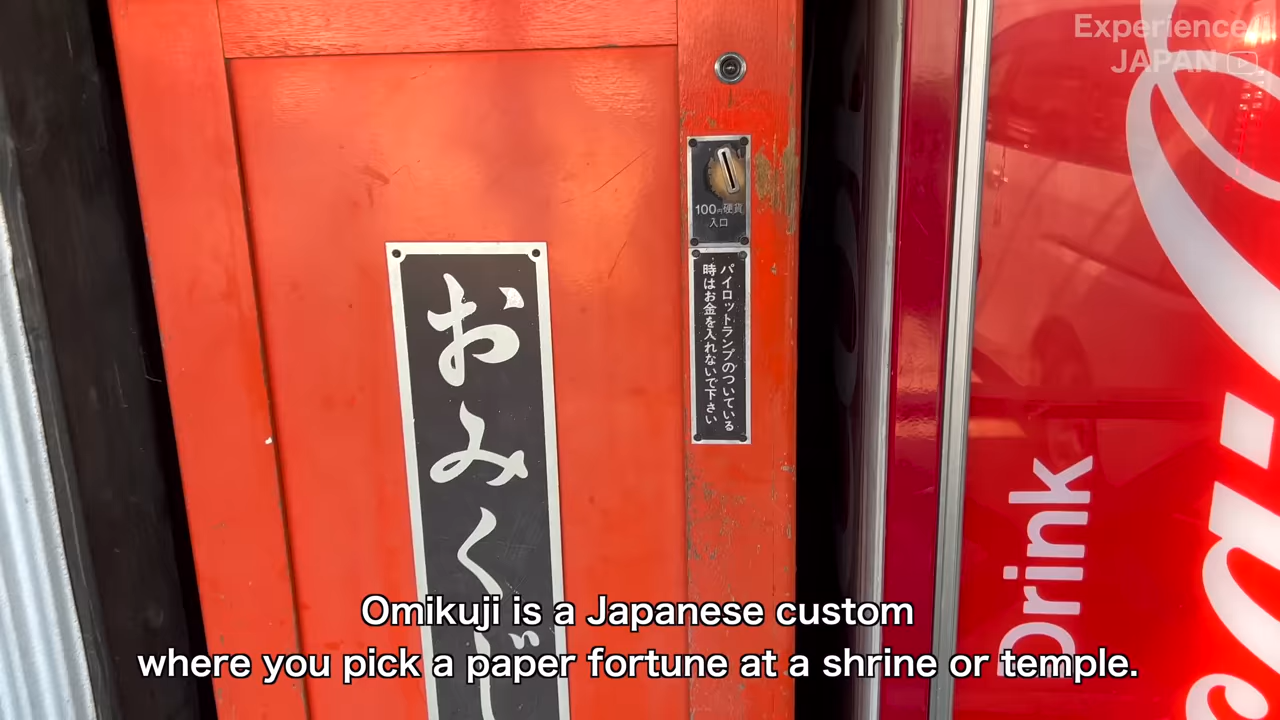 Experience
JAPAN
100円硬貨
入口
パイロットランプのついている
時はお金を入れないで下さい
おみくじ
Drink
Omikuji is a Japanese custom
where you pick a paper fortune at a shrine or temple.